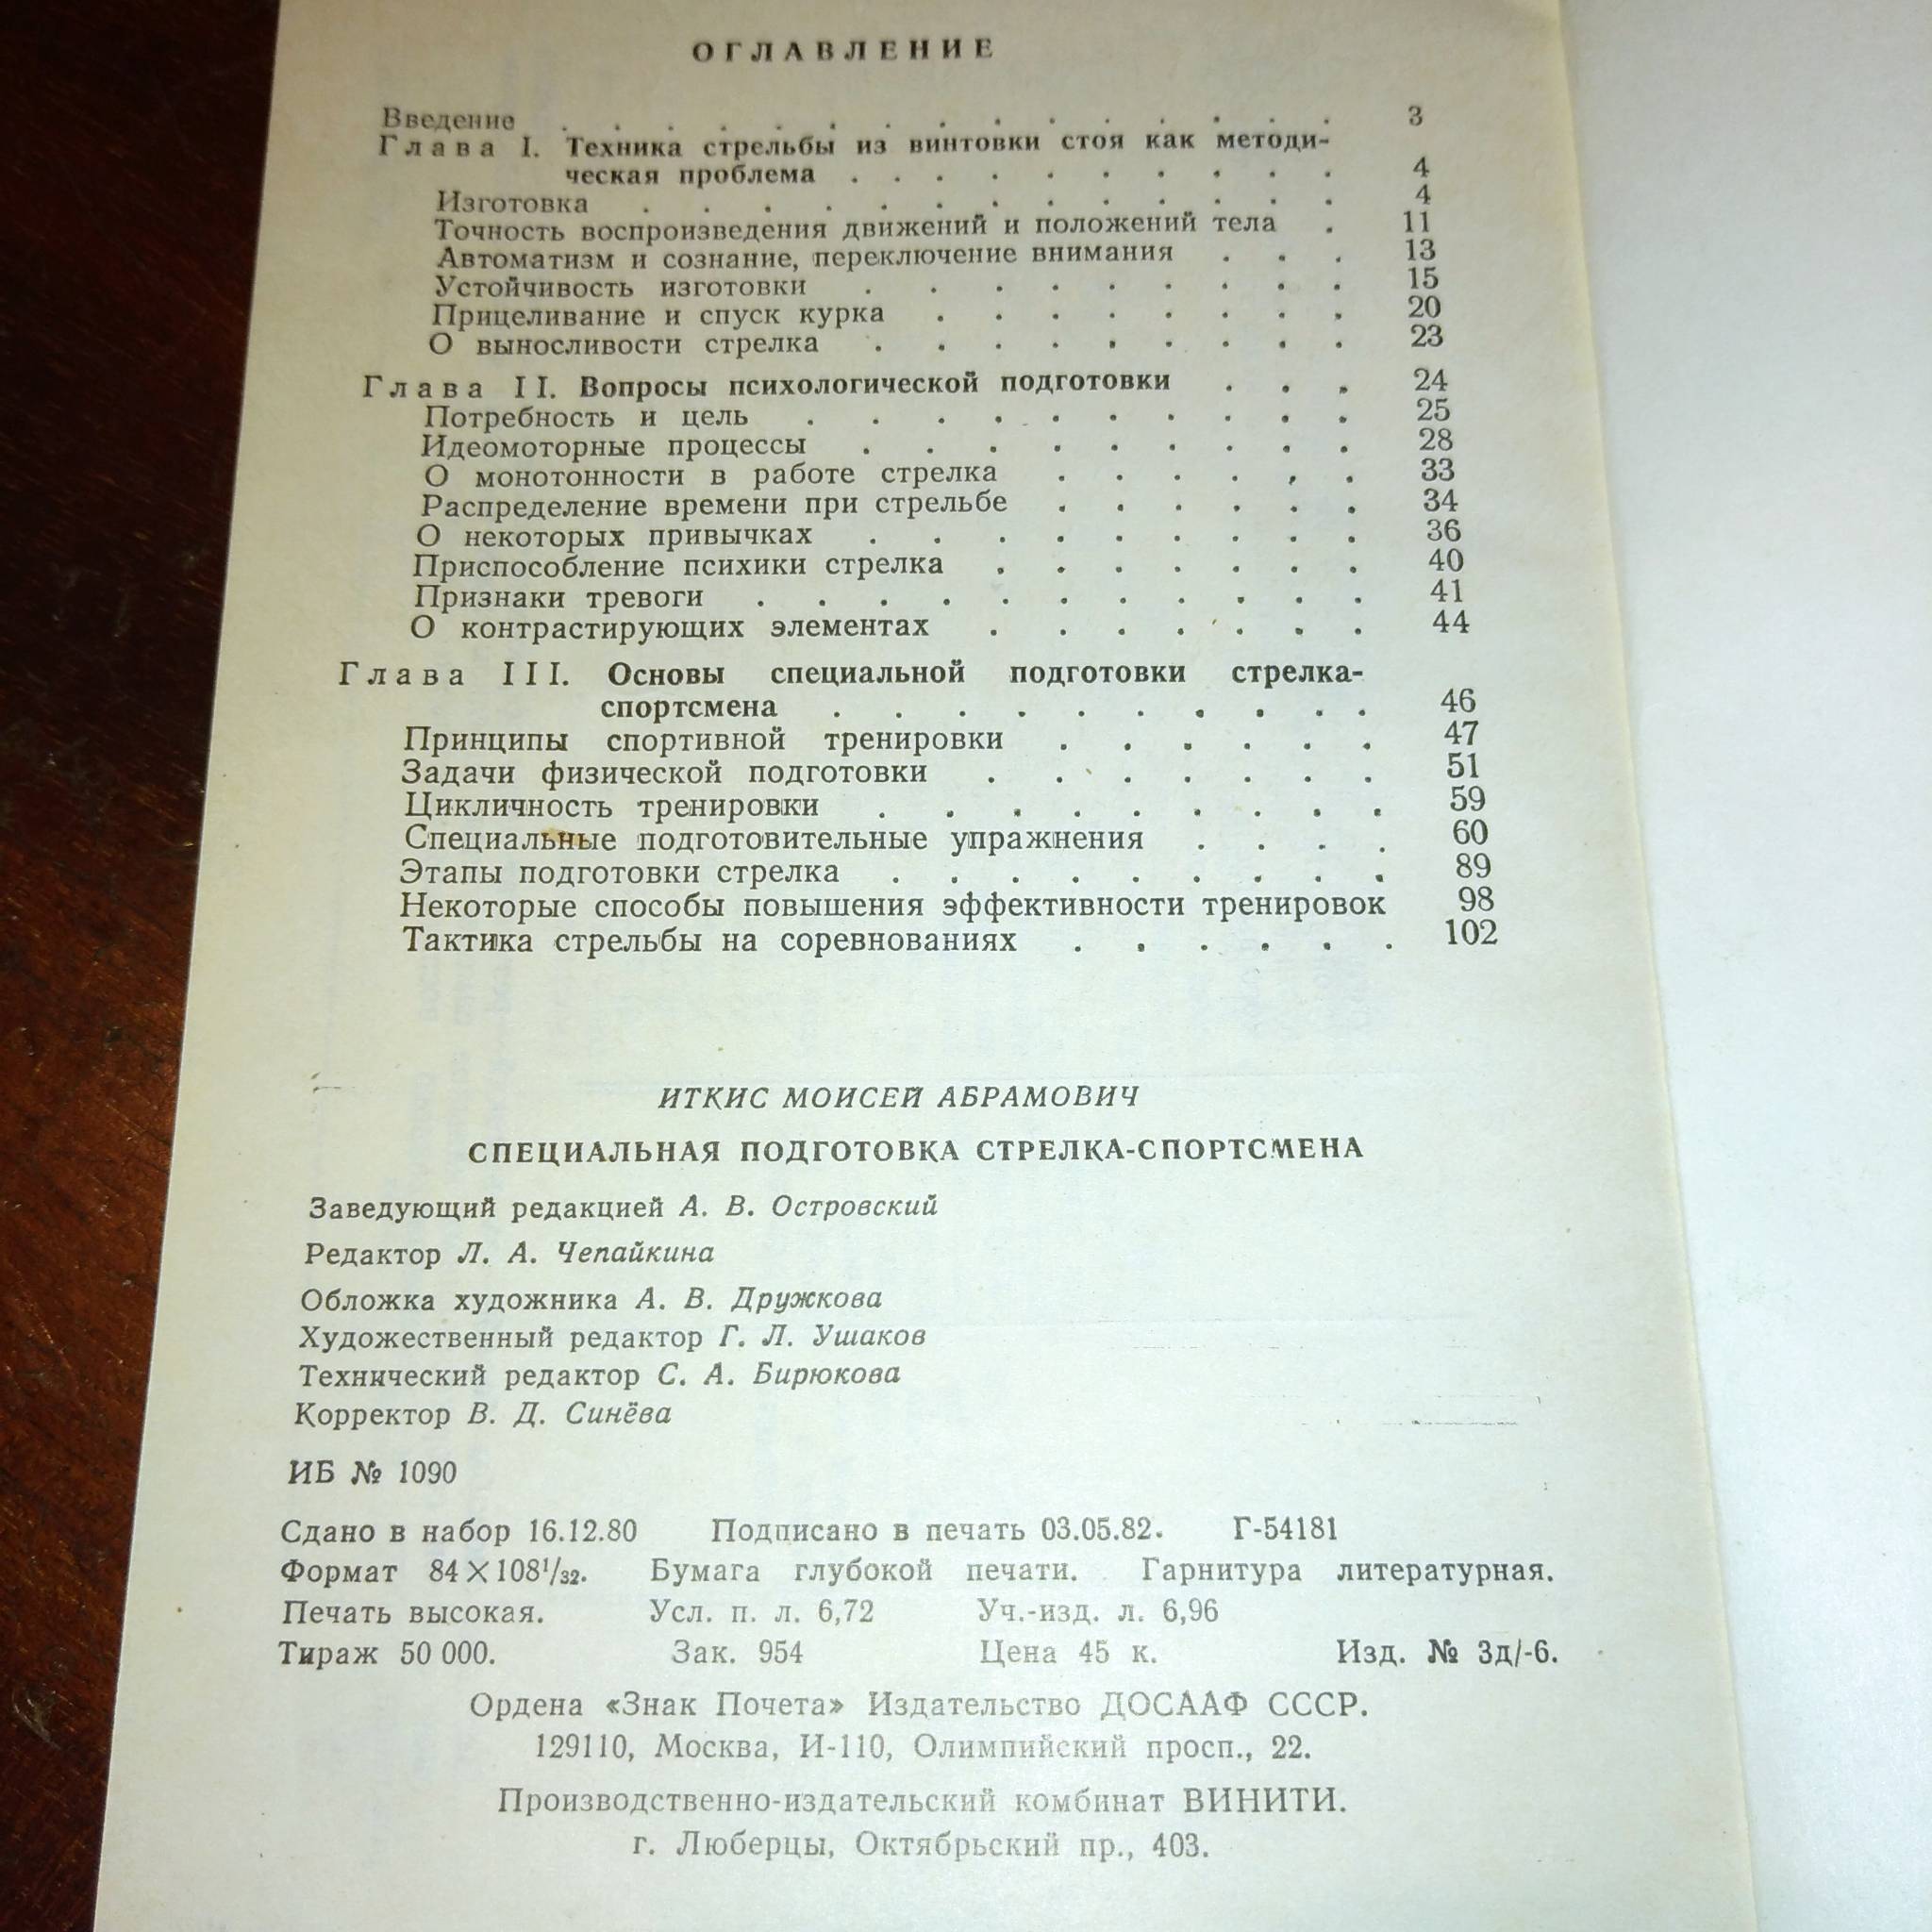 ОГЛАВЛЕНИЕ
Введение . . . . . . . . . . . . . . . 3
Глава I. Техника стрельбы из винтовки стоя как методи-
ческая проблема . . . . . . . . . . 4
Изготовка . . . . . . . . . . . . . 4
Точность воспроизведения движений и положений тела . 11
Автоматизм и сознание, переключение внимания . . . 13
Устойчивость изготовки . . . . . . . . . 15
Прицеливание и спуск курка . . . . . . . . 20
О выносливости стрелка . . . . . . . . . 23
Глава II. Вопросы психологической подготовки . . . 24
Потребность и цель . . . . . . . . . . 25
Идеомоторные процессы . . . . . . . . . 28
О монотонности в работе стрелка . . . . . . 33
Распределение времени при стрельбе . . . . . . 34
О некоторых привычках . . . . . . . . . 36
Приспособление психики стрелка . . . . . . . 40
Признаки тревоги . . . . . . . . . . . 41
О контрастирующих элементах . . . . . . . 44
Глава III. Основы специальной подготовки стрелка-
спортсмена . . . . . . . . . . 46
Принципы спортивной тренировки . . . . . . 47
Задачи физической подготовки . . . . . . . 51
Цикличность тренировки . . . . . . . . . 59
Специальные подготовительные упражнения . . . . 60
Этапы подготовки стрелка . . . . . . . . . 89
Некоторые способы повышения эффективности тренировок 98
Тактика стрельбы на соревнованиях . . . . . . 102
ИТКИС МОИСЕЙ АБРАМОВИЧ
СПЕЦИАЛЬНАЯ ПОДГОТОВКА СТРЕЛКА-СПОРТСМЕНА
Заведующий редакцией А. В. Островский
Редактор Л. А. Чепайкина
Обложка художника А. В. Дружкова
Художественный редактор Г. Л. Ушаков
Технический редактор С. А. Бирюкова
Корректор В. Д. Синёва
ИБ № 1090
Сдано в набор 16.12.80 Подписано в печать 03.05.82. Г-54181
Формат 84×108¹/₃₂. Бумага глубокой печати. Гарнитура литературная.
Печать высокая. Усл. п. л. 6,72 Уч.-изд. л. 6,96
Тираж 50 000. Зак. 954 Цена 45 к. Изд. № 3д/-6.
Ордена «Знак Почета» Издательство ДОСААФ СССР.
129110, Москва, И-110, Олимпийский просп., 22.
Производственно-издательский комбинат ВИНИТИ.
г. Люберцы, Октябрьский пр., 403.